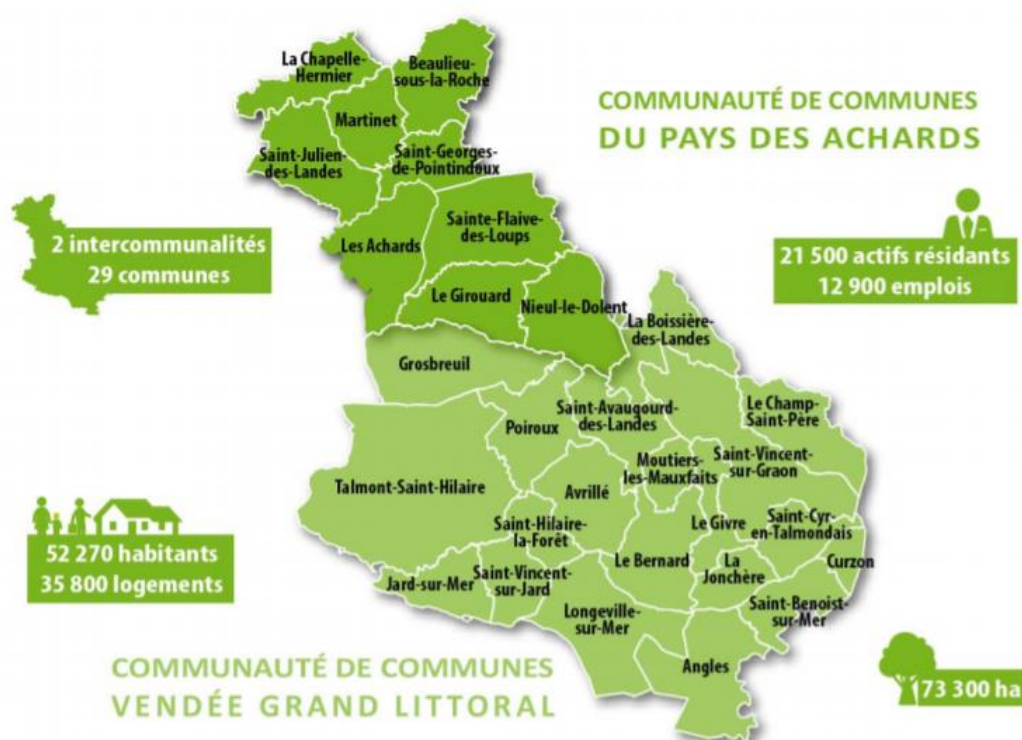 La Chapelle-
Hermier
Beaulieu-
sous-la-Roche
COMMUNAUTÉ DE COMMUNES
DU PAYS DES ACHARDS
Martinet
Saint-Julien-
des-Landes
Saint-Georges-
de-Pointindoux
2 intercommunalités
29 communes
Les Achards
Sainte-Flaive-
des-Loups
21 500 actifs résidants
12 900 emplois
Le Girouard
Nieul-le-Dolent
La Boissière-
des-Landes
Grosbreuil
Poiroux
Saint-Avaugourd-
des-Landes
Le Champ-
Saint-Père
Talmont-Saint-Hilaire
Avrillé
Moutiers-
les-Mauxfaits
Saint-Vincent-
sur-Graon
Saint-Hilaire-
la-Forêt
Le Givre
Saint-Cyr-
en-Talmondais
52 270 habitants
35 800 logements
Jard-sur-Mer
Saint-Vincent-
sur-Jard
Le Bernard
La
Jonchère
Curzon
Longeville-
sur-Mer
Saint-Benoist-
sur-Mer
Angles
COMMUNAUTÉ DE COMMUNES
VENDÉE GRAND LITTORAL
73 300 ha